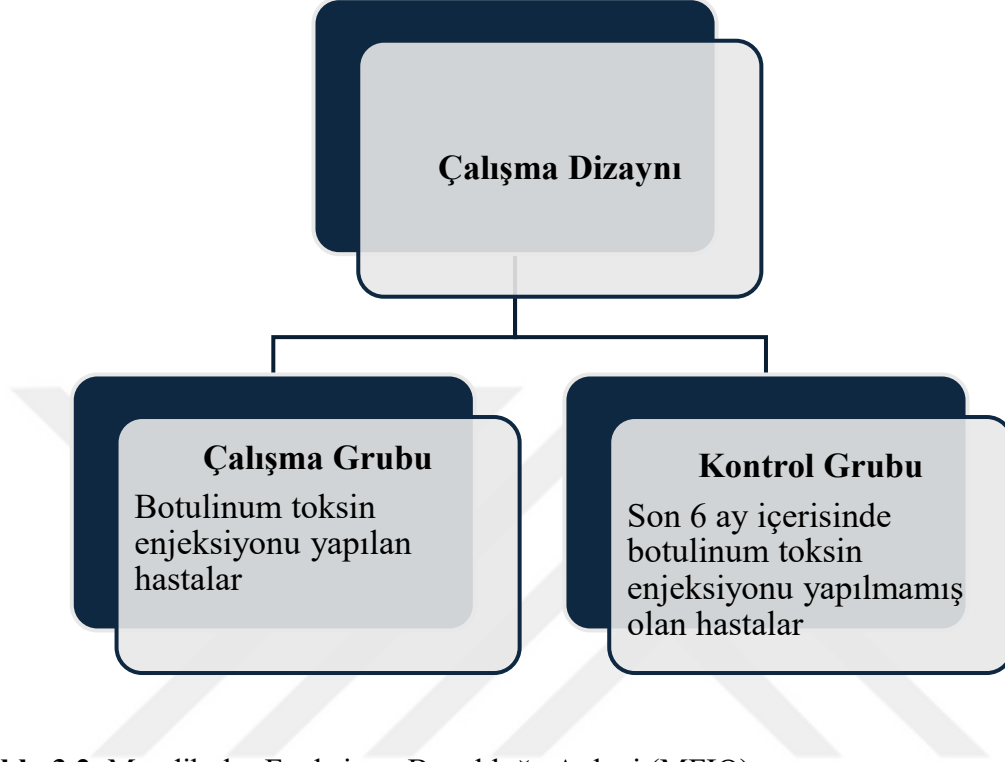 Çalışma Dizaynı
Çalışma Grubu
Botulinum toksin
enjeksiyonu yapılan
hastalar
Kontrol Grubu
Son 6 ay içerisinde
botulinum toksin
enjeksiyonu yapılmamış
olan hastalar